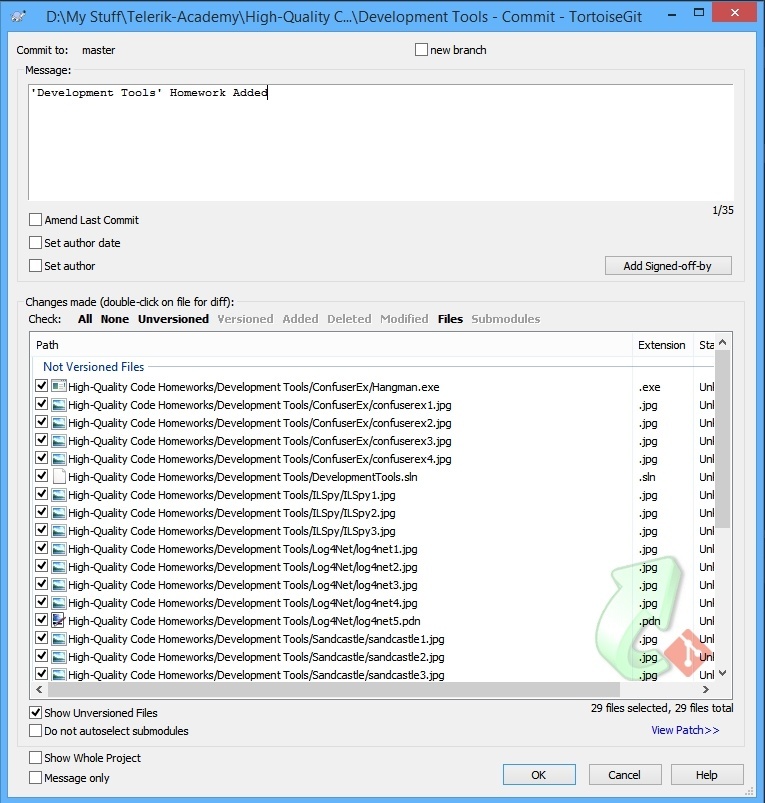 D:\My Stuff\Telerik-Academy\High-Quality C...\Development Tools - Commit - TortoiseGit
Commit to: master new branch
Message:
'Development Tools' Homework Added
1/35
Amend Last Commit
Set author date
Set author Add Signed-off-by
Changes made (double-click on file for diff):
Check: All None Unversioned Versioned Added Deleted Modified Files Submodules
Path Extension Sta
Not Versioned Files
High-Quality Code Homeworks/Development Tools/ConfuserEx/Hangman.exe .exe Unl
High-Quality Code Homeworks/Development Tools/ConfuserEx/confuserex1.jpg .jpg Unl
High-Quality Code Homeworks/Development Tools/ConfuserEx/confuserex2.jpg .jpg Unl
High-Quality Code Homeworks/Development Tools/ConfuserEx/confuserex3.jpg .jpg Unl
High-Quality Code Homeworks/Development Tools/ConfuserEx/confuserex4.jpg .jpg Unl
High-Quality Code Homeworks/Development Tools/DevelopmentTools.sln .sln Unl
High-Quality Code Homeworks/Development Tools/ILSpy/ILSpy1.jpg .jpg Unl
High-Quality Code Homeworks/Development Tools/ILSpy/ILSpy2.jpg .jpg Unl
High-Quality Code Homeworks/Development Tools/ILSpy/ILSpy3.jpg .jpg Unl
High-Quality Code Homeworks/Development Tools/Log4Net/log4net1.jpg .jpg Unl
High-Quality Code Homeworks/Development Tools/Log4Net/log4net2.jpg .jpg Unl
High-Quality Code Homeworks/Development Tools/Log4Net/log4net3.jpg .jpg Unl
High-Quality Code Homeworks/Development Tools/Log4Net/log4net4.jpg .jpg Unl
High-Quality Code Homeworks/Development Tools/Log4Net/log4net5.pdn .pdn Unl
High-Quality Code Homeworks/Development Tools/Sandcastle/sandcastle1.jpg .jpg Unl
High-Quality Code Homeworks/Development Tools/Sandcastle/sandcastle2.jpg .jpg Unl
High-Quality Code Homeworks/Development Tools/Sandcastle/sandcastle3.jpg .jpg Unl
Show Unversioned Files 29 files selected, 29 files total
Do not autoselect submodules View Patch>>
Show Whole Project
Message only OK Cancel Help